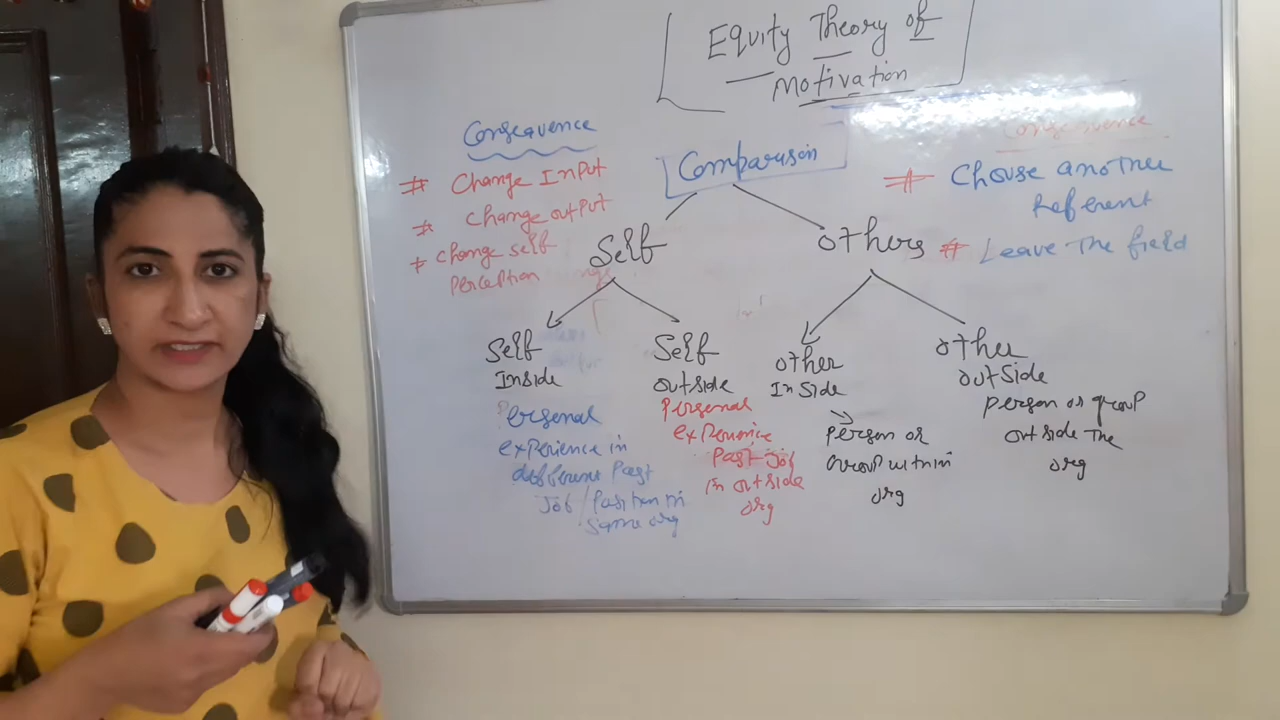 Equity Theory of
Motivation
Consequence
# Change Input
# Change output
# Change self
Perception
Comparison
Self
Others
Consequence
# Chouse another
Referent
# Leave The field
Self
Inside
Personal
experience in
different Past
Job / Position in
same org
Self
outside
Personal
experience
Past Job
in outside
org
other
InSide
Person or
Group within
org
other
outSide
Person or group
outside The
org